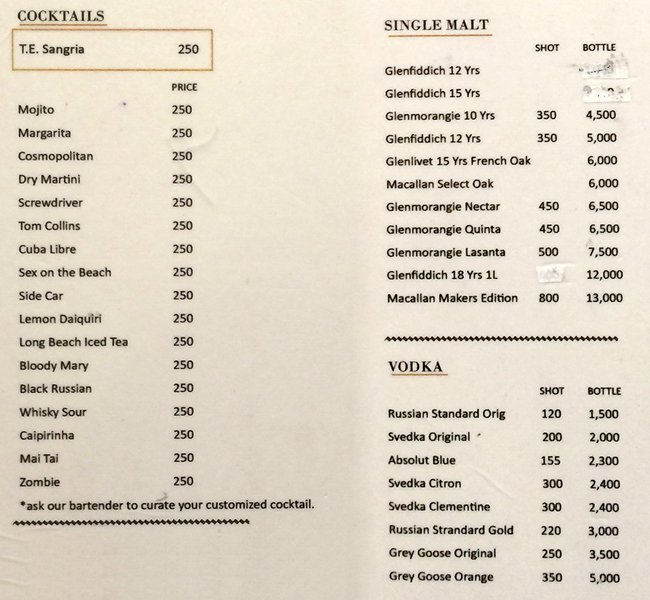 COCKTAILS
T.E. Sangria 250
PRICE
Mojito 250
Margarita 250
Cosmopolitan 250
Dry Martini 250
Screwdriver 250
Tom Collins 250
Cuba Libre 250
Sex on the Beach 250
Side Car 250
Lemon Daiquiri 250
Long Beach Iced Tea 250
Bloody Mary 250
Black Russian 250
Whisky Sour 250
Caipirinha 250
Mai Tai 250
Zombie 250
*ask our bartender to curate your customized cocktail.
SINGLE MALT
SHOT BOTTLE
Glenfiddich 12 Yrs
Glenfiddich 15 Yrs
Glenmorangie 10 Yrs 350 4,500
Glenfiddich 12 Yrs 350 5,000
Glenlivet 15 Yrs French Oak 6,000
Macallan Select Oak 6,000
Glenmorangie Nectar 450 6,500
Glenmorangie Quinta 450 6,500
Glenmorangie Lasanta 500 7,500
Glenfiddich 18 Yrs 1L 12,000
Macallan Makers Edition 800 13,000
VODKA
SHOT BOTTLE
Russian Standard Orig 120 1,500
Svedka Original 200 2,000
Absolut Blue 155 2,300
Svedka Citron 300 2,400
Svedka Clementine 300 2,400
Russian Strandard Gold 220 3,000
Grey Goose Original 250 3,500
Grey Goose Orange 350 5,000